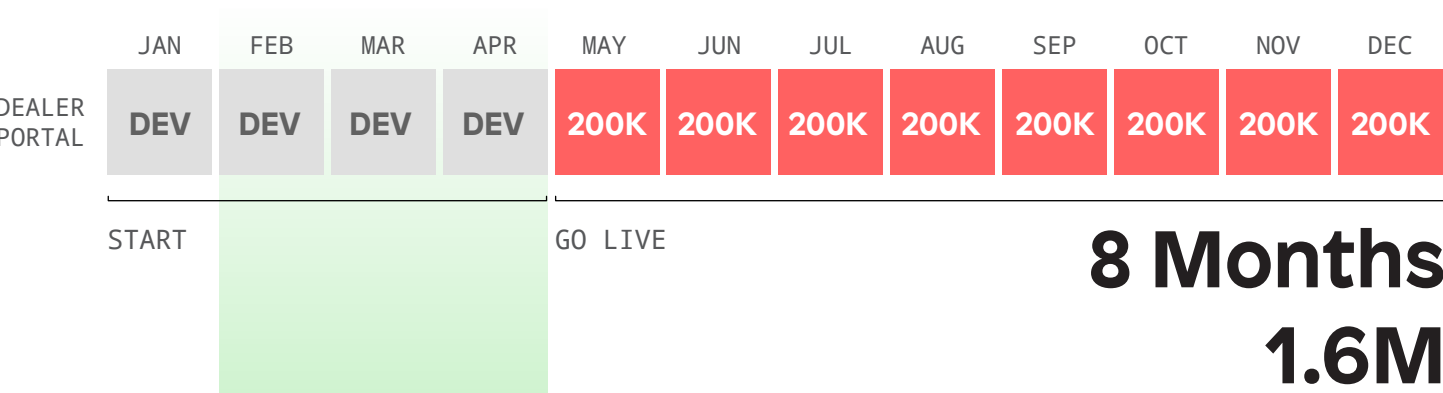 JAN FEB MAR APR MAY JUN JUL AUG SEP OCT NOV DEC
DEALER
PORTAL
DEV DEV DEV DEV 200K 200K 200K 200K 200K 200K 200K 200K
START GO LIVE
8 Months
1.6M